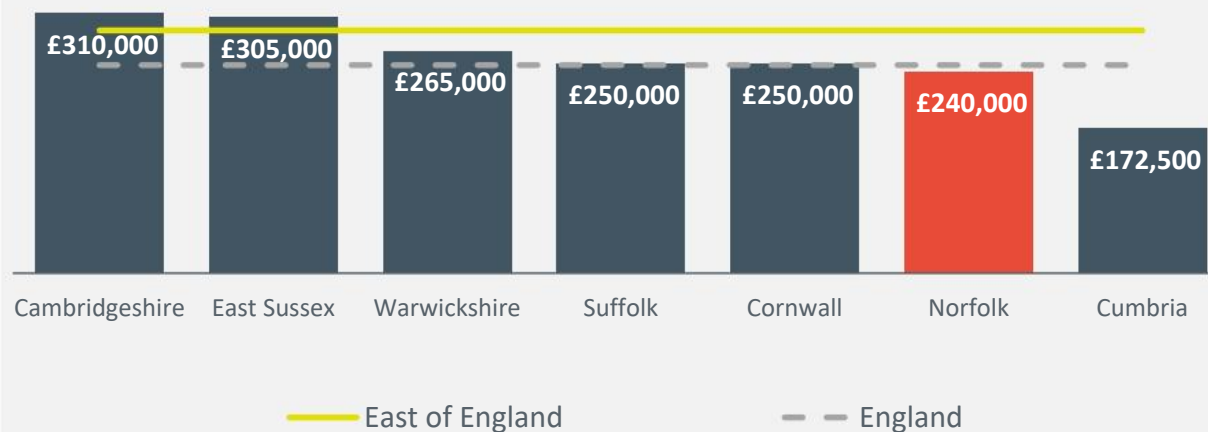 £310,000
£305,000
£265,000
£250,000
£250,000
£240,000
£172,500
Cambridgeshire
East Sussex
Warwickshire
Suffolk
Cornwall
Norfolk
Cumbria
East of England
England